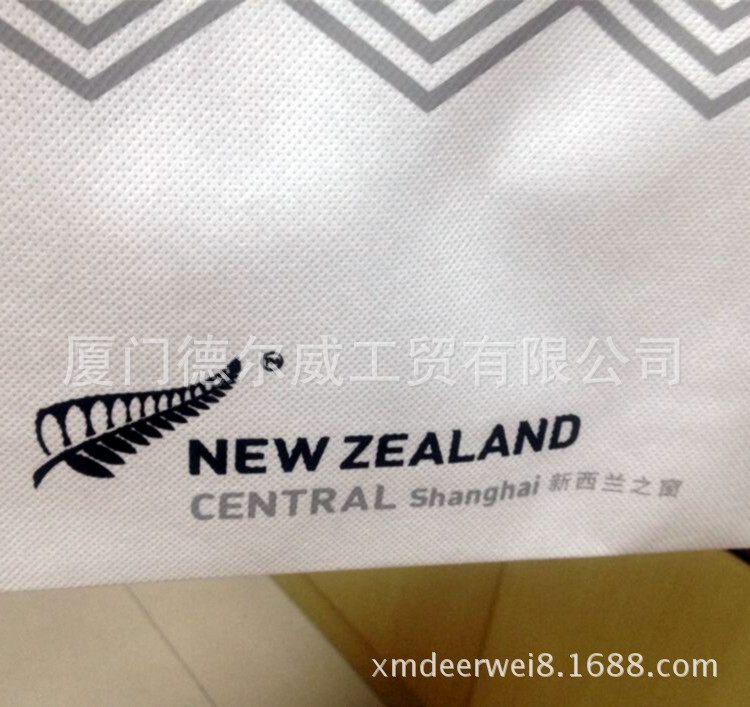 厦门德尔威工贸有限公司
NEW ZEALAND
CENTRAL Shanghai 新西兰之窗
xmdeerwei8.1688.com